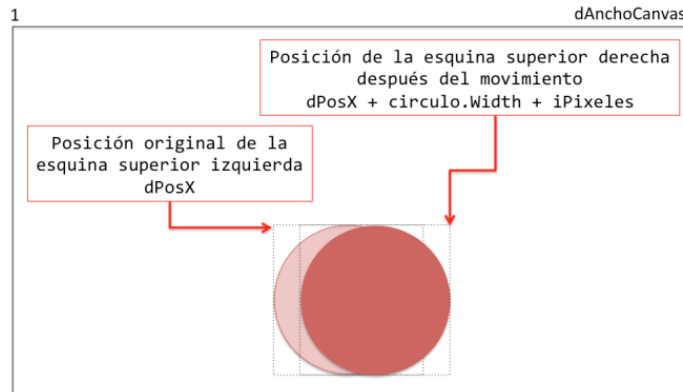 1
dAnchoCanvas
Posición de la esquina superior derecha
después del movimiento
dPosX + circulo.Width + iPixeles
Posición original de la
esquina superior izquierda
dPosX